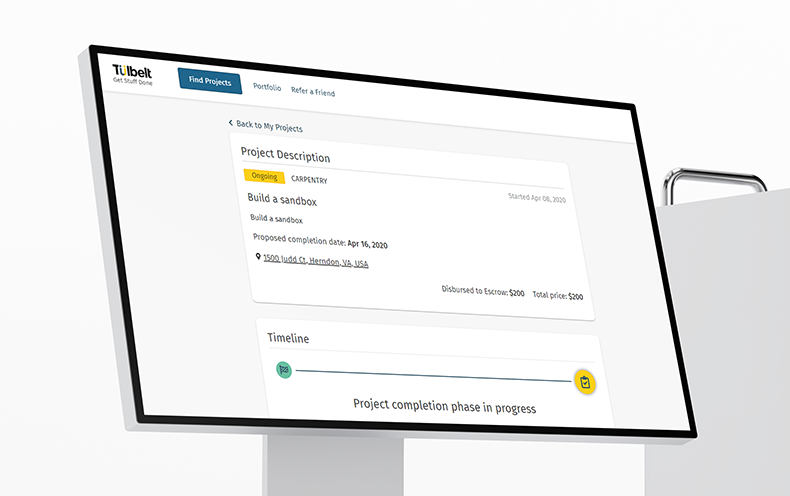 Tülbelt
Get Stuff Done
Find Projects
Portfolio
Refer a Friend
Back to My Projects
Project Description
Ongoing
CARPENTRY
Started Apr 08, 2020
Build a sandbox
Build a sandbox
Proposed completion date: Apr 16, 2020
1500 Judd Ct, Herndon, VA, USA
Disbursed to Escrow: $200 Total price: $200
Timeline
Project completion phase in progress